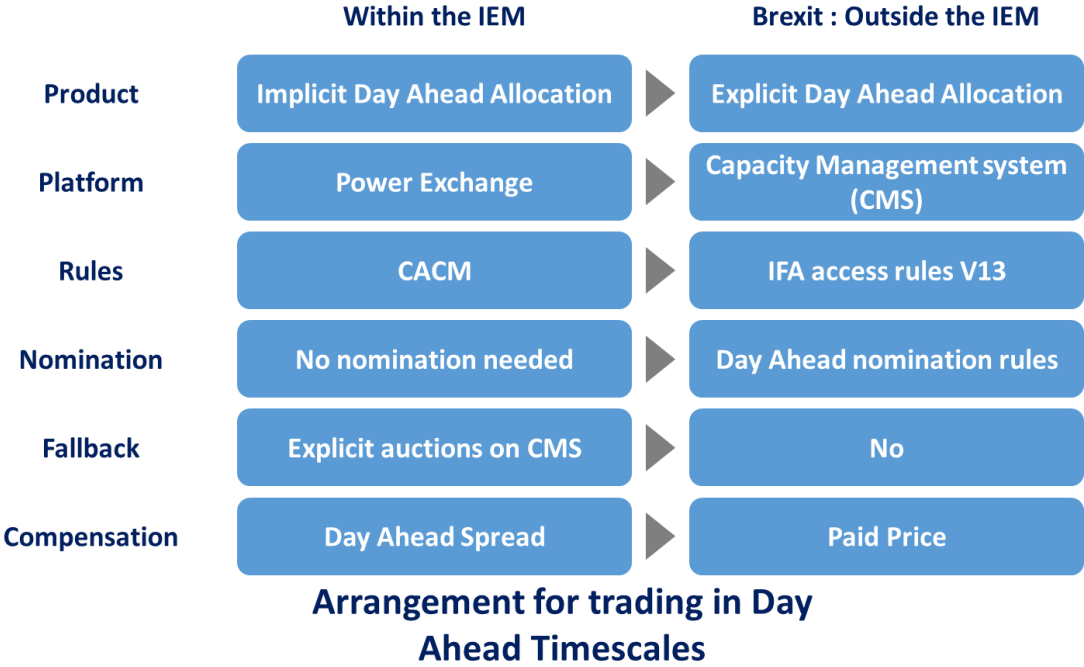 Within the IEM
Brexit : Outside the IEM
Product
Implicit Day Ahead Allocation
Explicit Day Ahead Allocation
Platform
Power Exchange
Capacity Management system
(CMS)
Rules
CACM
IFA access rules V13
Nomination
No nomination needed
Day Ahead nomination rules
Fallback
Explicit auctions on CMS
No
Compensation
Day Ahead Spread
Paid Price
Arrangement for trading in Day
Ahead Timescales